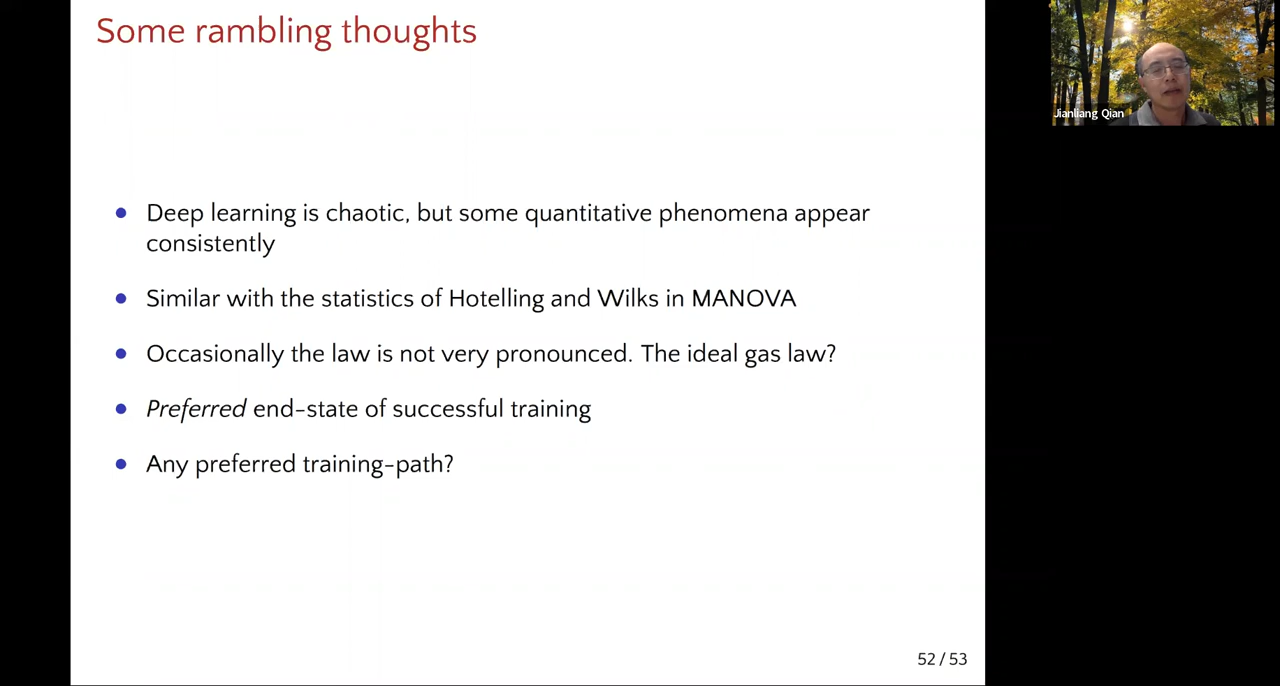 Some rambling thoughts
Jianliang Qian
• Deep learning is chaotic, but some quantitative phenomena appear
consistently
• Similar with the statistics of Hotelling and Wilks in MANOVA
• Occasionally the law is not very pronounced. The ideal gas law?
• Preferred end-state of successful training
• Any preferred training-path?
52 / 53